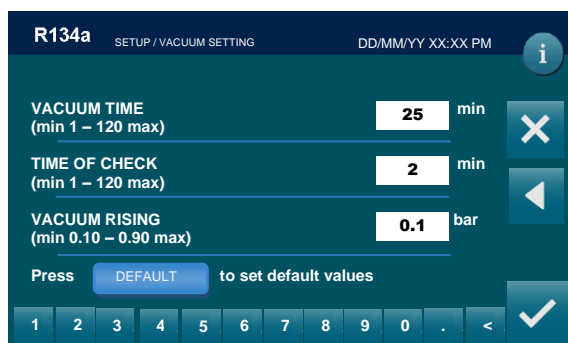 R134a SETUP / VACUUM SETTING DD/MM/YY XX:XX PM i
VACUUM TIME 25 min
(min 1 – 120 max)
TIME OF CHECK 2 min
(min 1 – 120 max)
VACUUM RISING 0.1 bar
(min 0.10 – 0.90 max)
Press DEFAULT to set default values
1 2 3 4 5 6 7 8 9 0 . <